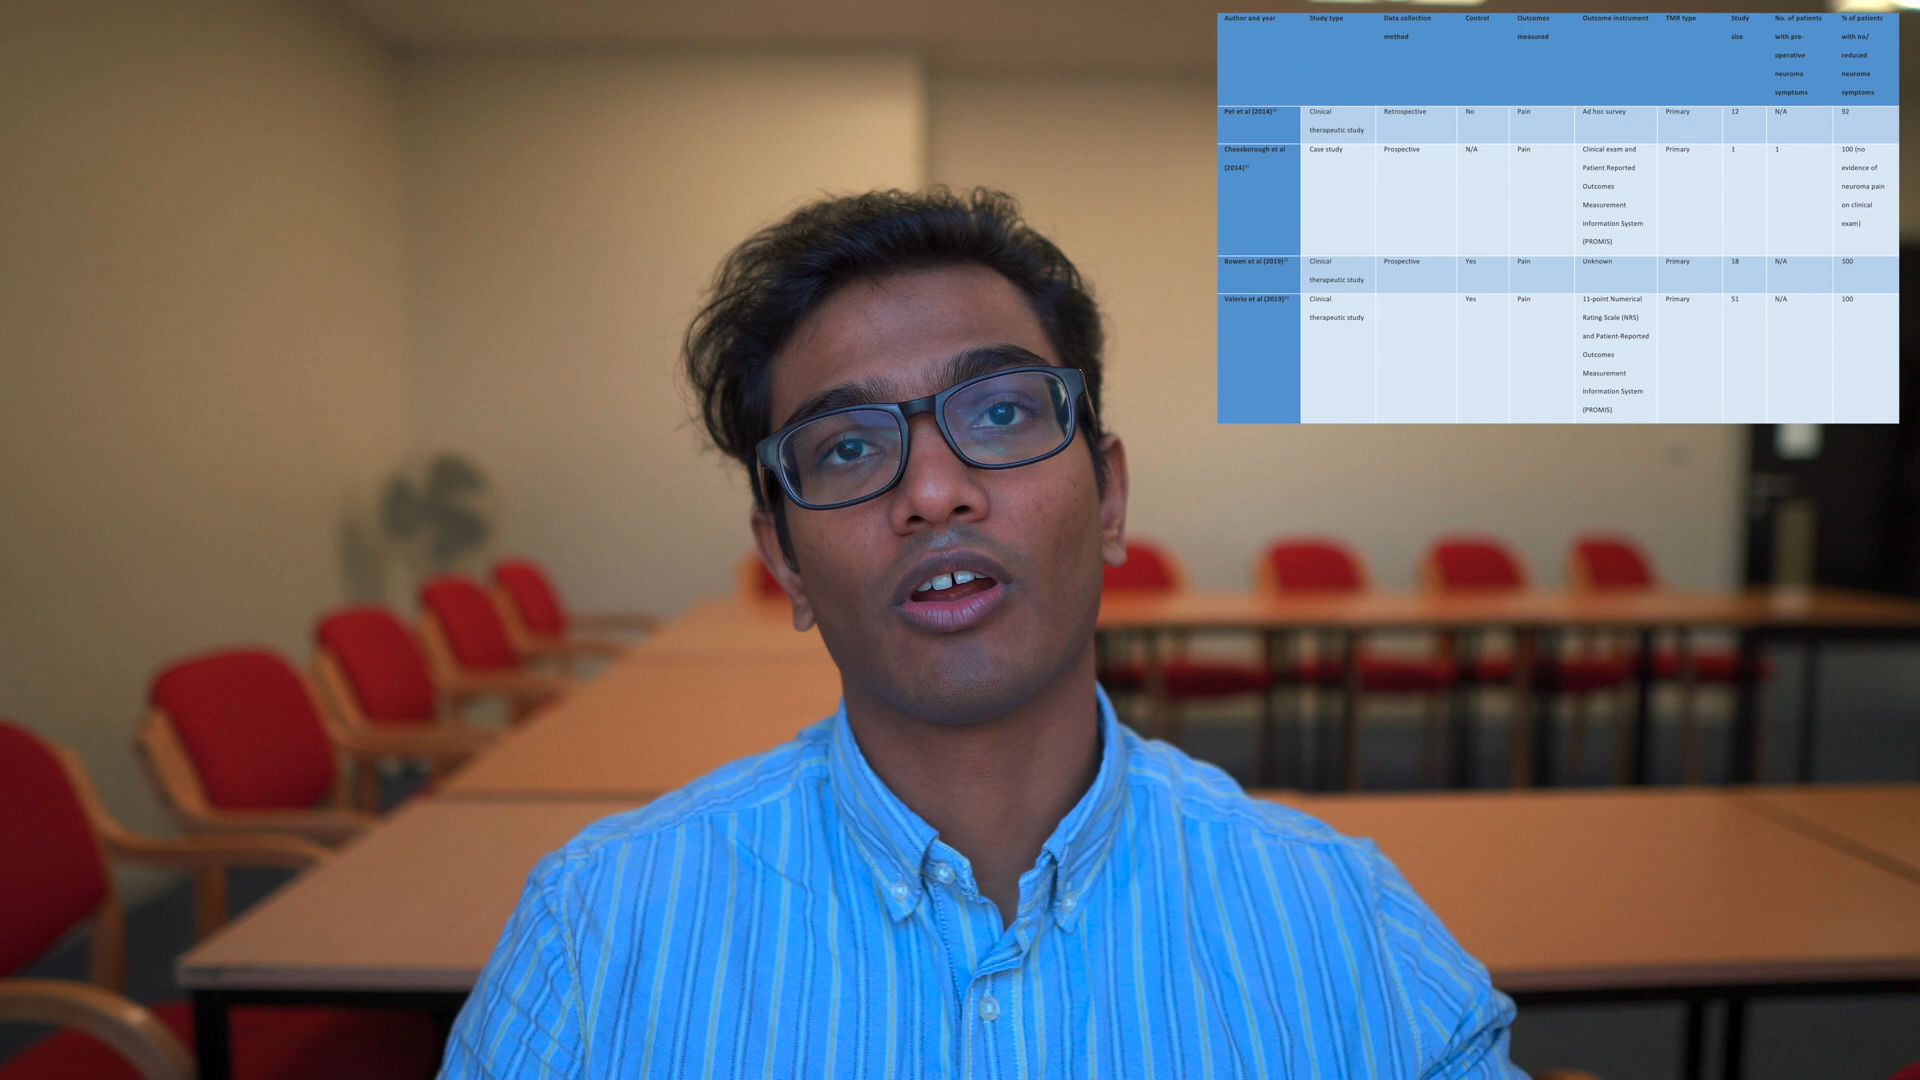 Author and year
Study type
Data collection
method
Control
Outcomes
measured
Outcome instrument
TMR type
Study
size
No. of patients
with pre-
operative
neuroma
symptoms
% of patients
with no/
reduced
neuroma
symptoms
Pet et al (2014)
Clinical
therapeutic study
Retrospective
No
Pain
Ad hoc survey
Primary
12
N/A
92
Cheesborough et al
(2014)
Case study
Prospective
N/A
Pain
Clinical exam and
Patient Reported
Outcomes
Measurement
Information System
(PROMIS)
Primary
1
1
100 (no
evidence of
neuroma pain
on clinical
exam)
Bowen et al (2019)
Clinical
therapeutic study
Prospective
Yes
Pain
Unknown
Primary
18
N/A
100
Valerio et al (2019)
Clinical
therapeutic study
Yes
Pain
11-point Numerical
Rating Scale (NRS)
and Patient-Reported
Outcomes
Measurement
Information System
(PROMIS)
Primary
51
N/A
100